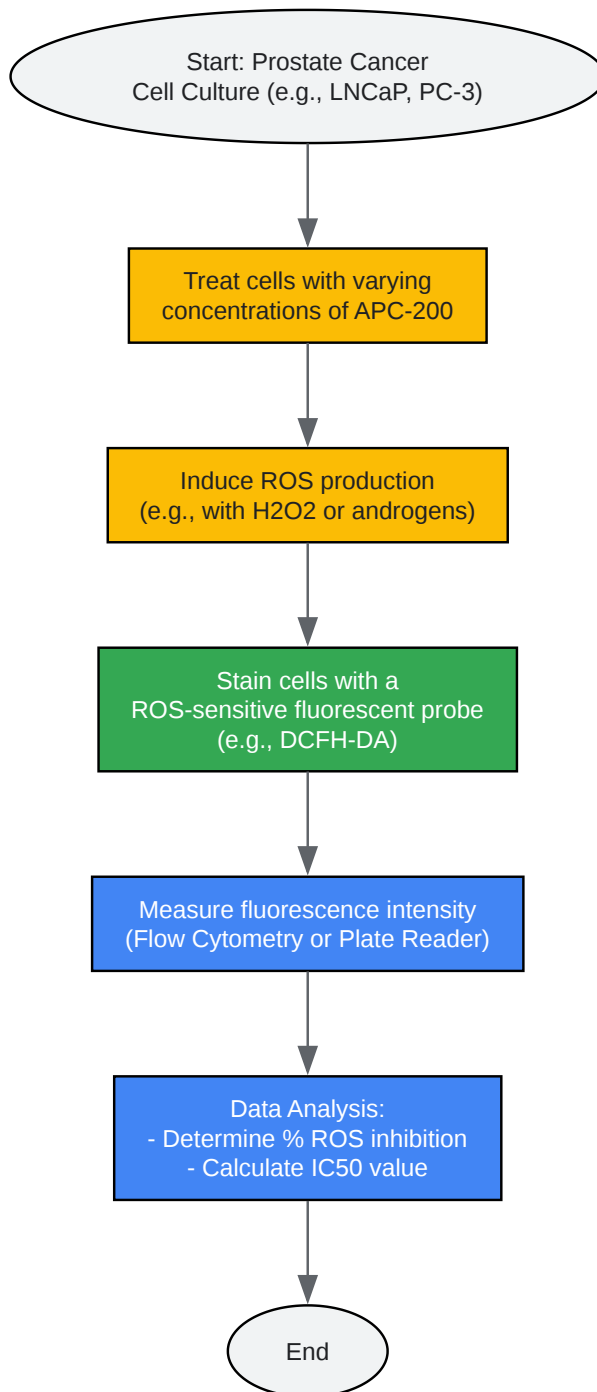 Start: Prostate Cancer
Cell Culture (e.g., LNCaP, PC-3)
Treat cells with varying
concentrations of APC-200
Induce ROS production
(e.g., with H2O2 or androgens)
Stain cells with a
ROS-sensitive fluorescent probe
(e.g., DCFH-DA)
Measure fluorescence intensity
(Flow Cytometry or Plate Reader)
Data Analysis:
- Determine % ROS inhibition
- Calculate IC50 value
End